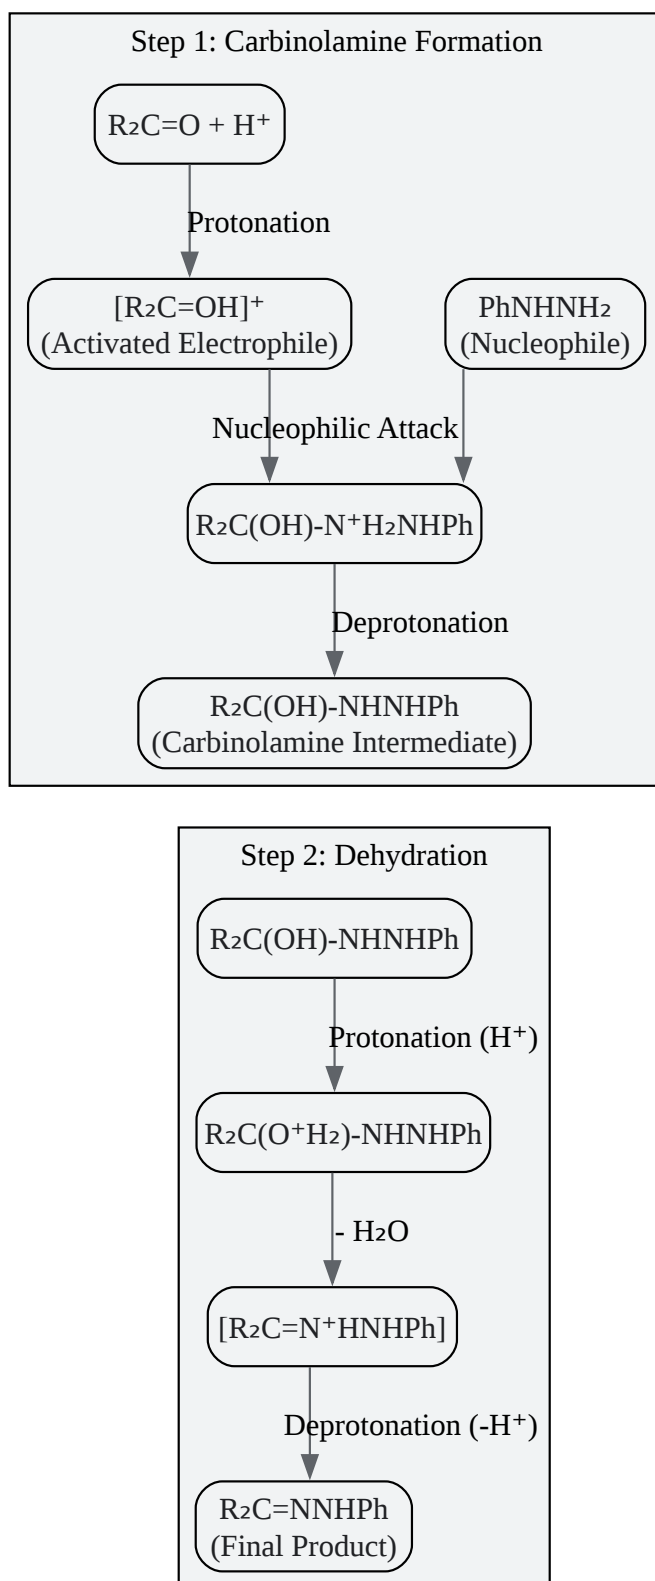 Step 1: Carbinolamine Formation
R₂C=O + H⁺
Protonation
[R₂C=OH]⁺
(Activated Electrophile)
PhNHNH₂
(Nucleophile)
Nucleophilic Attack
R₂C(OH)-N⁺H₂NHPh
Deprotonation
R₂C(OH)-NHNHPh
(Carbinolamine Intermediate)
Step 2: Dehydration
R₂C(OH)-NHNHPh
Protonation (H⁺)
R₂C(O⁺H₂)-NHNHPh
- H₂O
[R₂C=N⁺HNHPh]
Deprotonation (-H⁺)
R₂C=NNHPh
(Final Product)